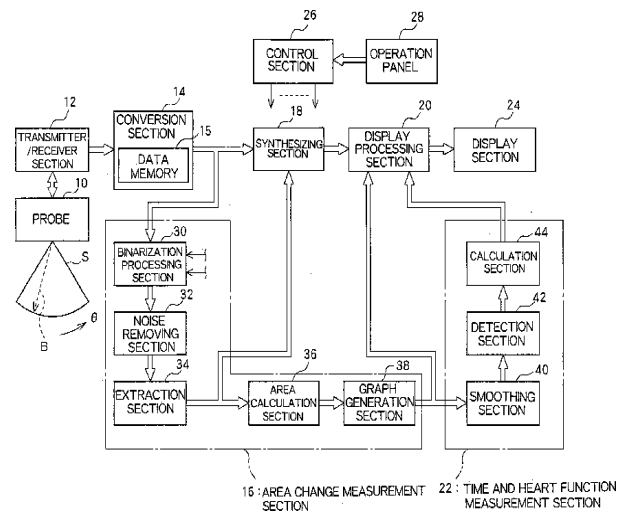 26
28
CONTROL
SECTION
OPERATION
PANEL
12
14
18
20
24
TRANSMITTER
/RECEIVER
SECTION
CONVERSION
SECTION
15
DATA
MEMORY
SYNTHESIZING
SECTION
DISPLAY
PROCESSING
SECTION
DISPLAY
SECTION
10
PROBE
S
B
θ
30
BINARIZATION
PROCESSING
SECTION
32
NOISE
REMOVING
SECTION
34
EXTRACTION
SECTION
36
AREA
CALCULATION
SECTION
38
GRAPH
GENERATION
SECTION
44
CALCULATION
SECTION
42
DETECTION
SECTION
40
SMOOTHING
SECTION
16 : AREA CHANGE MEASUREMENT
SECTION
22 : TIME AND HEART FUNCTION
MEASUREMENT SECTION